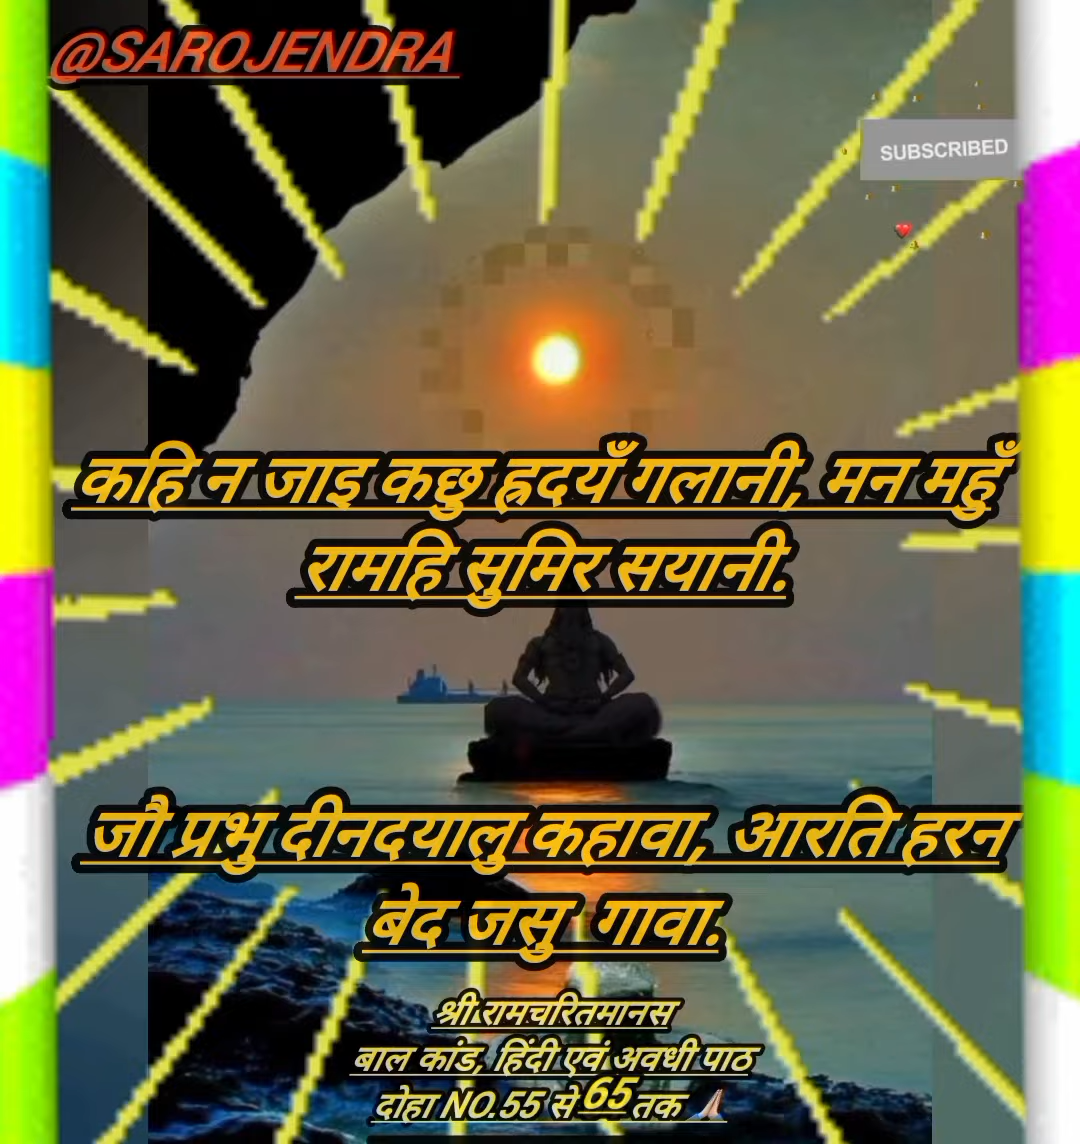 @SAROJENDRA
SUBSCRIBED
कहि न जाइ कछु ह्रदयँ गलानी, मन महुँ
रामहि सुमिर सयानी.
जौ प्रभु दीनदयालु कहावा, आरति हरन
बेद जसु गावा.
श्री रामचरितमानस
बाल कांड, हिंदी एवं अवधी पाठ
दोहा NO.55 से 65 तक 🙏🏻